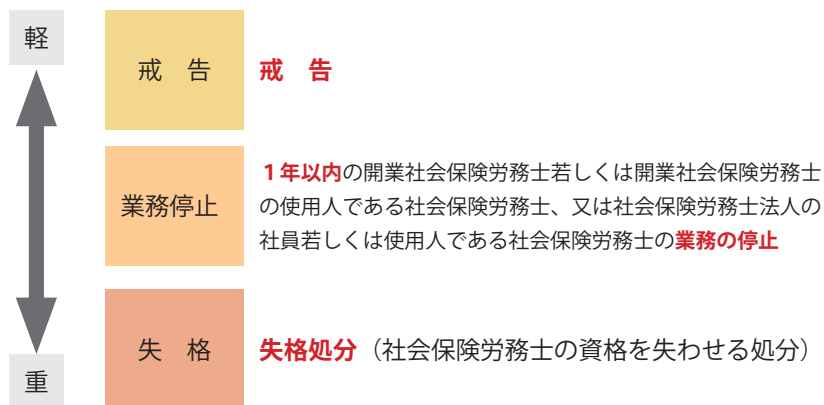 軽
戒　告
戒　告
業務停止
１年以内の開業社会保険労務士若しくは開業社会保険労務士
の使用人である社会保険労務士、又は社会保険労務士法人の
社員若しくは使用人である社会保険労務士の業務の停止
失　格
失格処分（社会保険労務士の資格を失わせる処分）
重